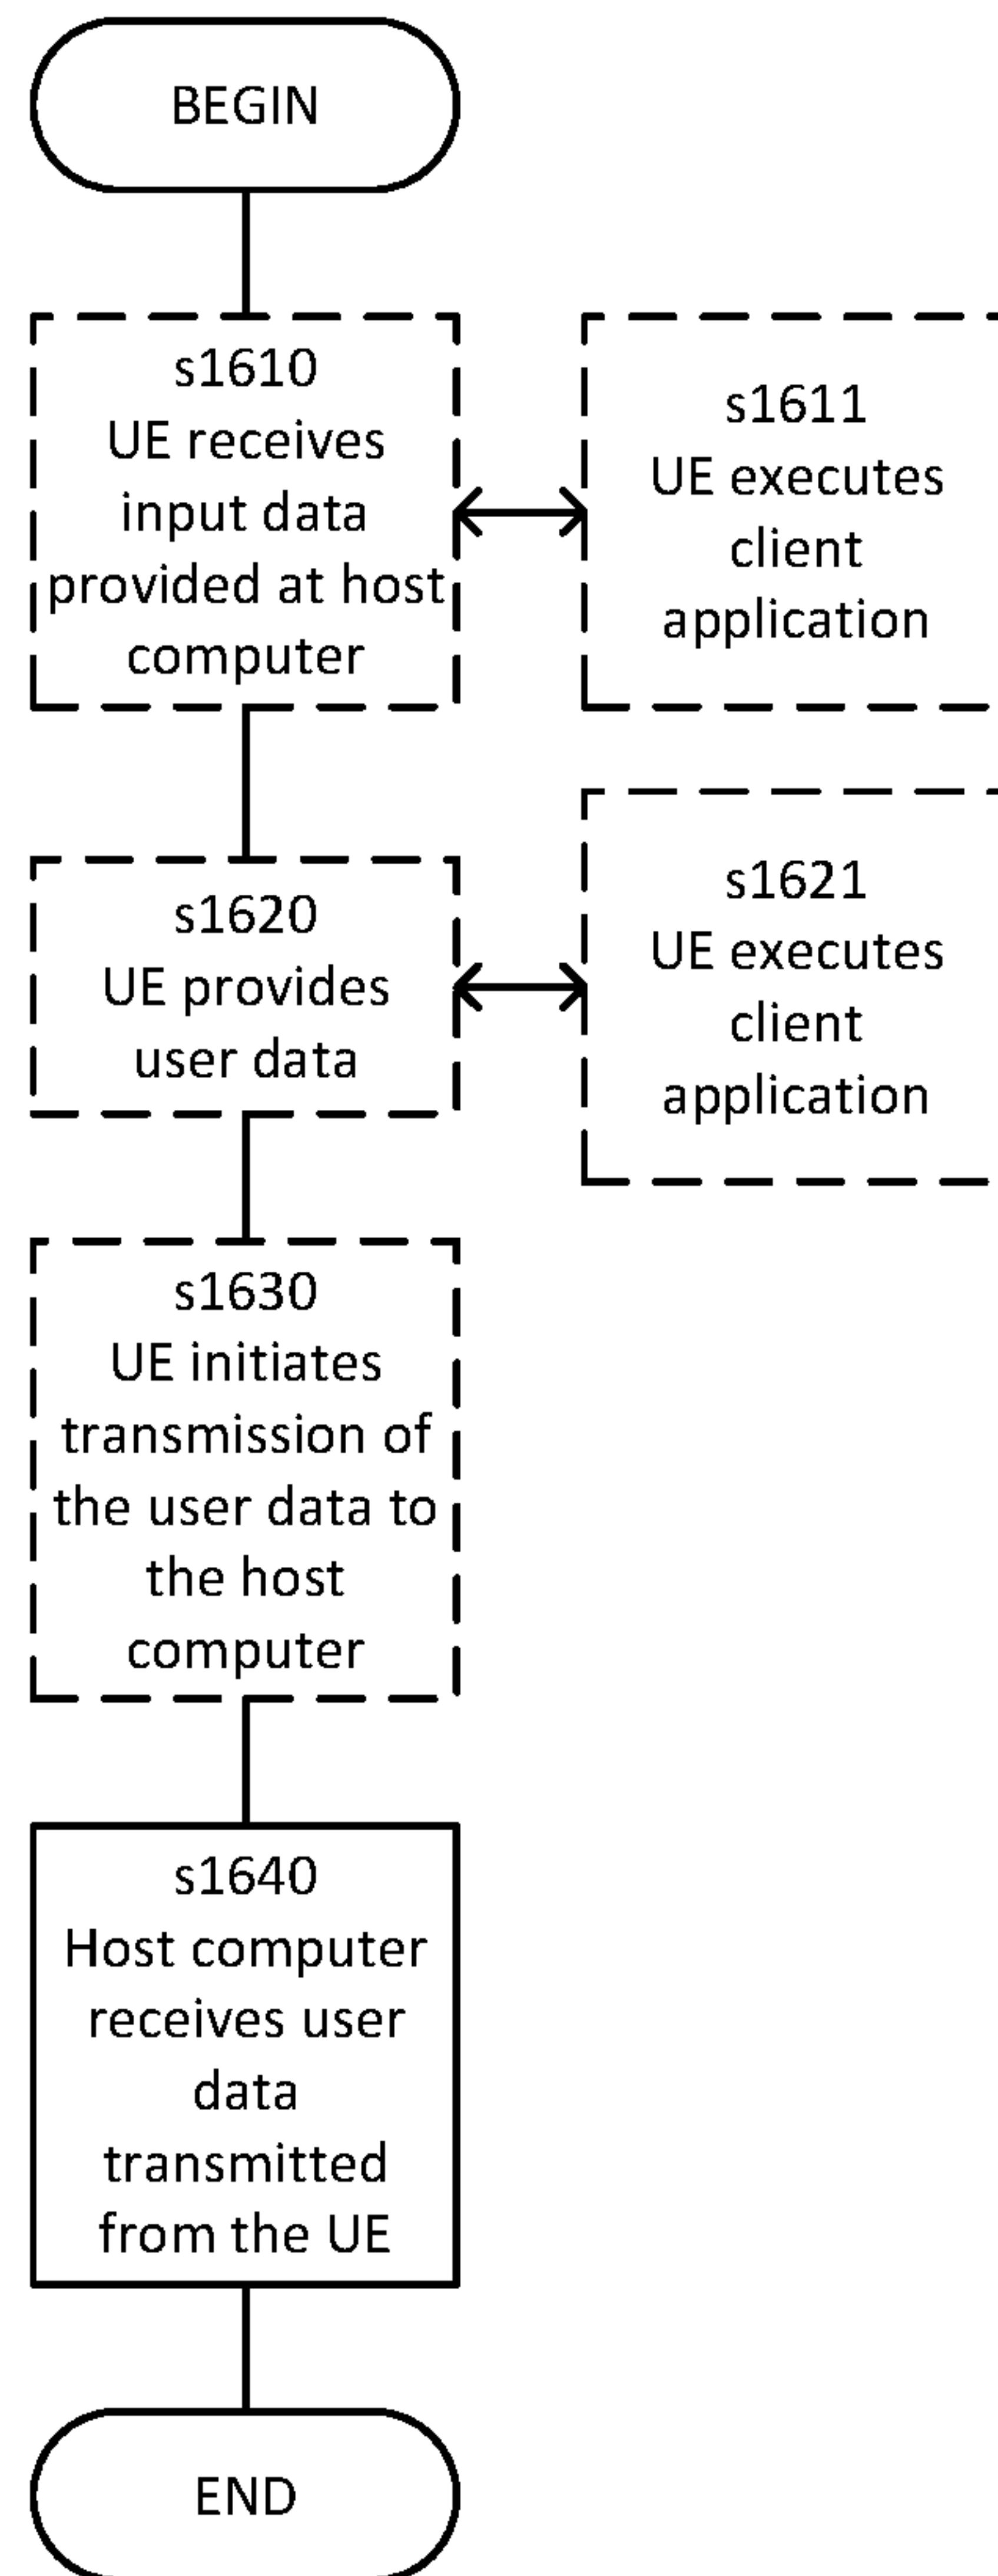 BEGIN
s1610
UE receives
input data
provided at host
computer
s1611
UE executes
client
application
s1620
UE provides
user data
s1621
UE executes
client
application
s1630
UE initiates
transmission of
the user data to
the host
computer
s1640
Host computer
receives user
data
transmitted
from the UE
END